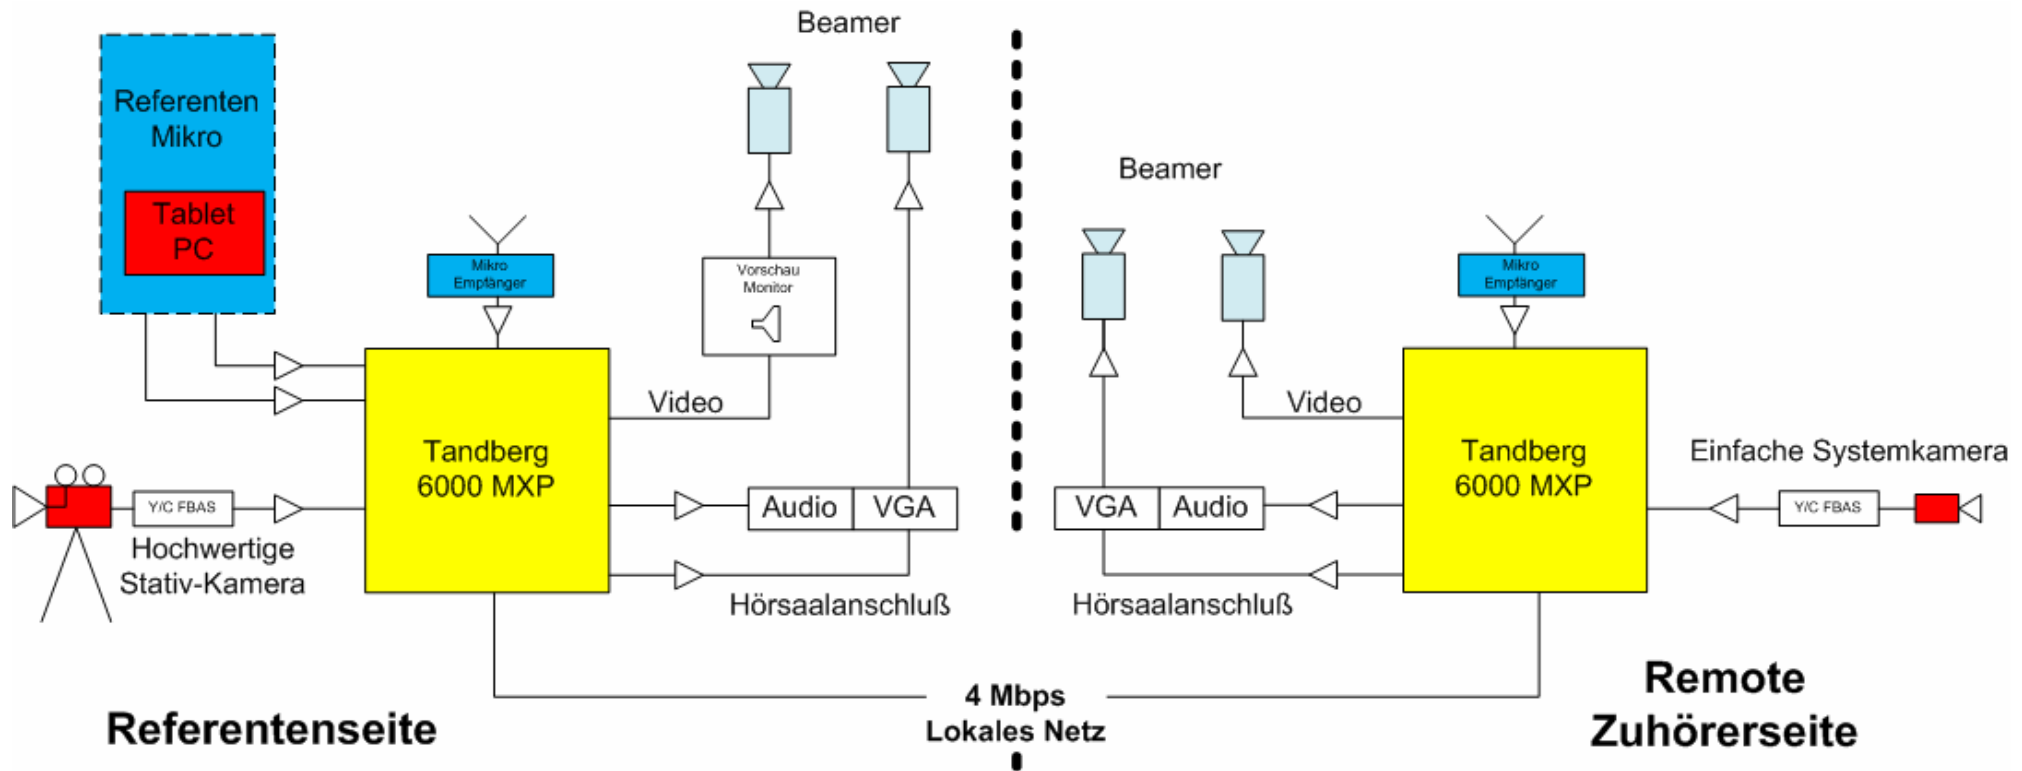 Beamer
Referenten
Mikro
Tablet
PC
Mikro
Empfänger
Vorschau
Monitor
Video
Tandberg
6000 MXP
Y/C FBAS
Hochwertige
Stativ-Kamera
Audio
VGA
Hörsaalanschluß
Referentenseite
Beamer
Mikro
Empfänger
Video
Tandberg
6000 MXP
Einfache Systemkamera
Y/C FBAS
VGA
Audio
Hörsaalanschluß
4 Mbps
Lokales Netz
Remote
Zuhörerseite